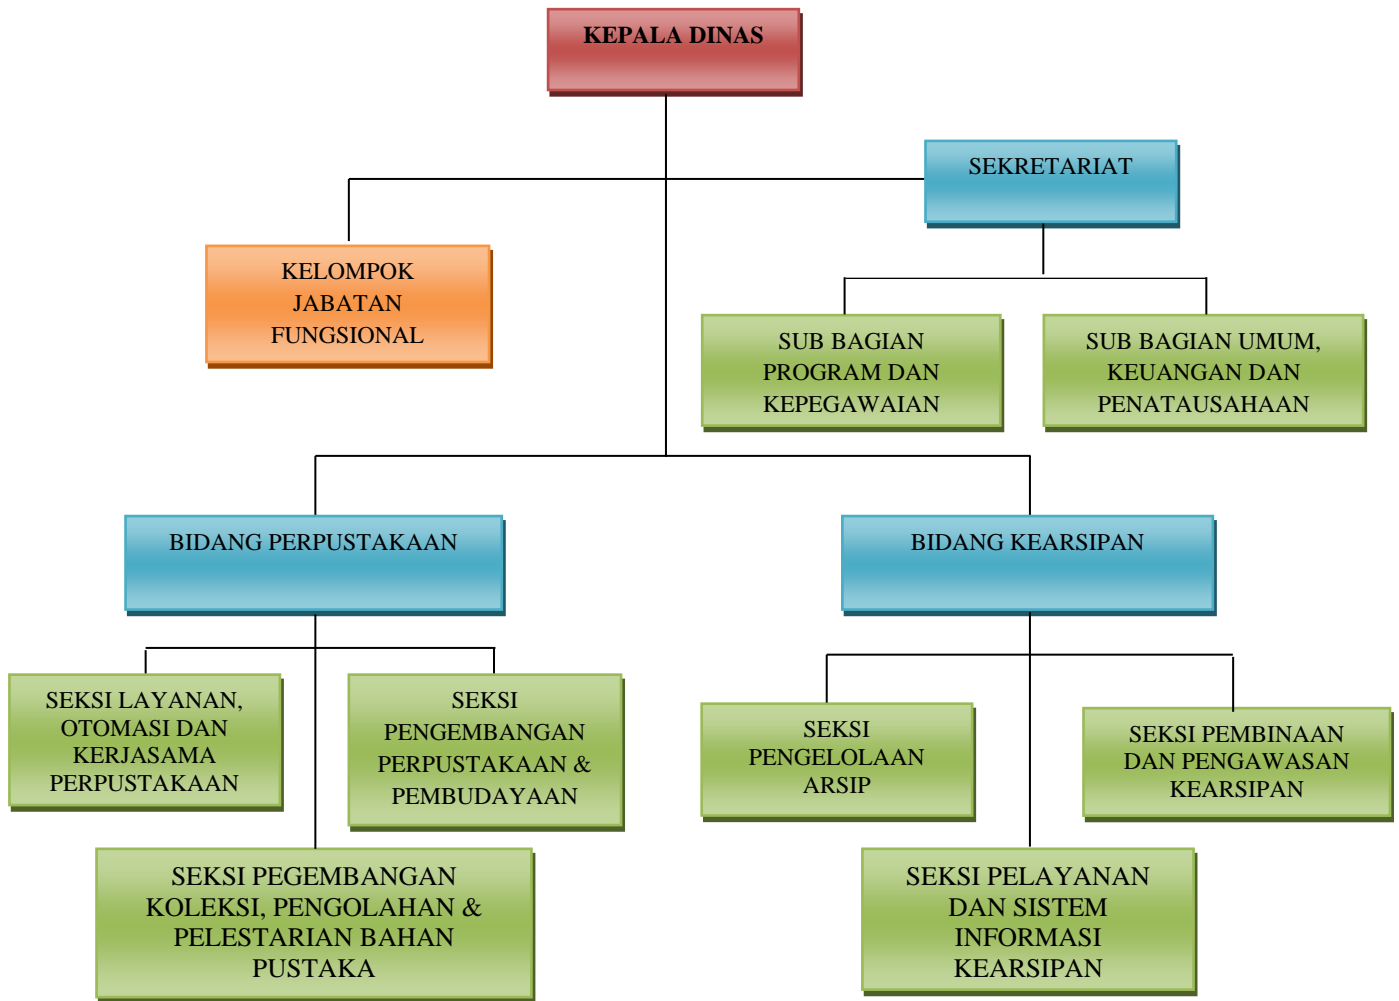 KEPALA DINAS
SEKRETARIAT
KELOMPOK
JABATAN
FUNGSIONAL
SUB BAGIAN
PROGRAM DAN
KEPEGAWAIAN
SUB BAGIAN UMUM,
KEUANGAN DAN
PENATAUSAHAAN
BIDANG PERPUSTAKAAN
BIDANG KEARSIPAN
SEKSI LAYANAN,
OTOMASI DAN
KERJASAMA
PERPUSTAKAAN
SEKSI
PENGEMBANGAN
PERPUSTAKAAN &
PEMBUDAYAAN
SEKSI
PENGELOLAAN
ARSIP
SEKSI PEMBINAAN
DAN PENGAWASAN
KEARSIPAN
SEKSI PEGEMBANGAN
KOLEKSI, PENGOLAHAN &
PELESTARIAN BAHAN
PUSTAKA
SEKSI PELAYANAN
DAN SISTEM
INFORMASI
KEARSIPAN